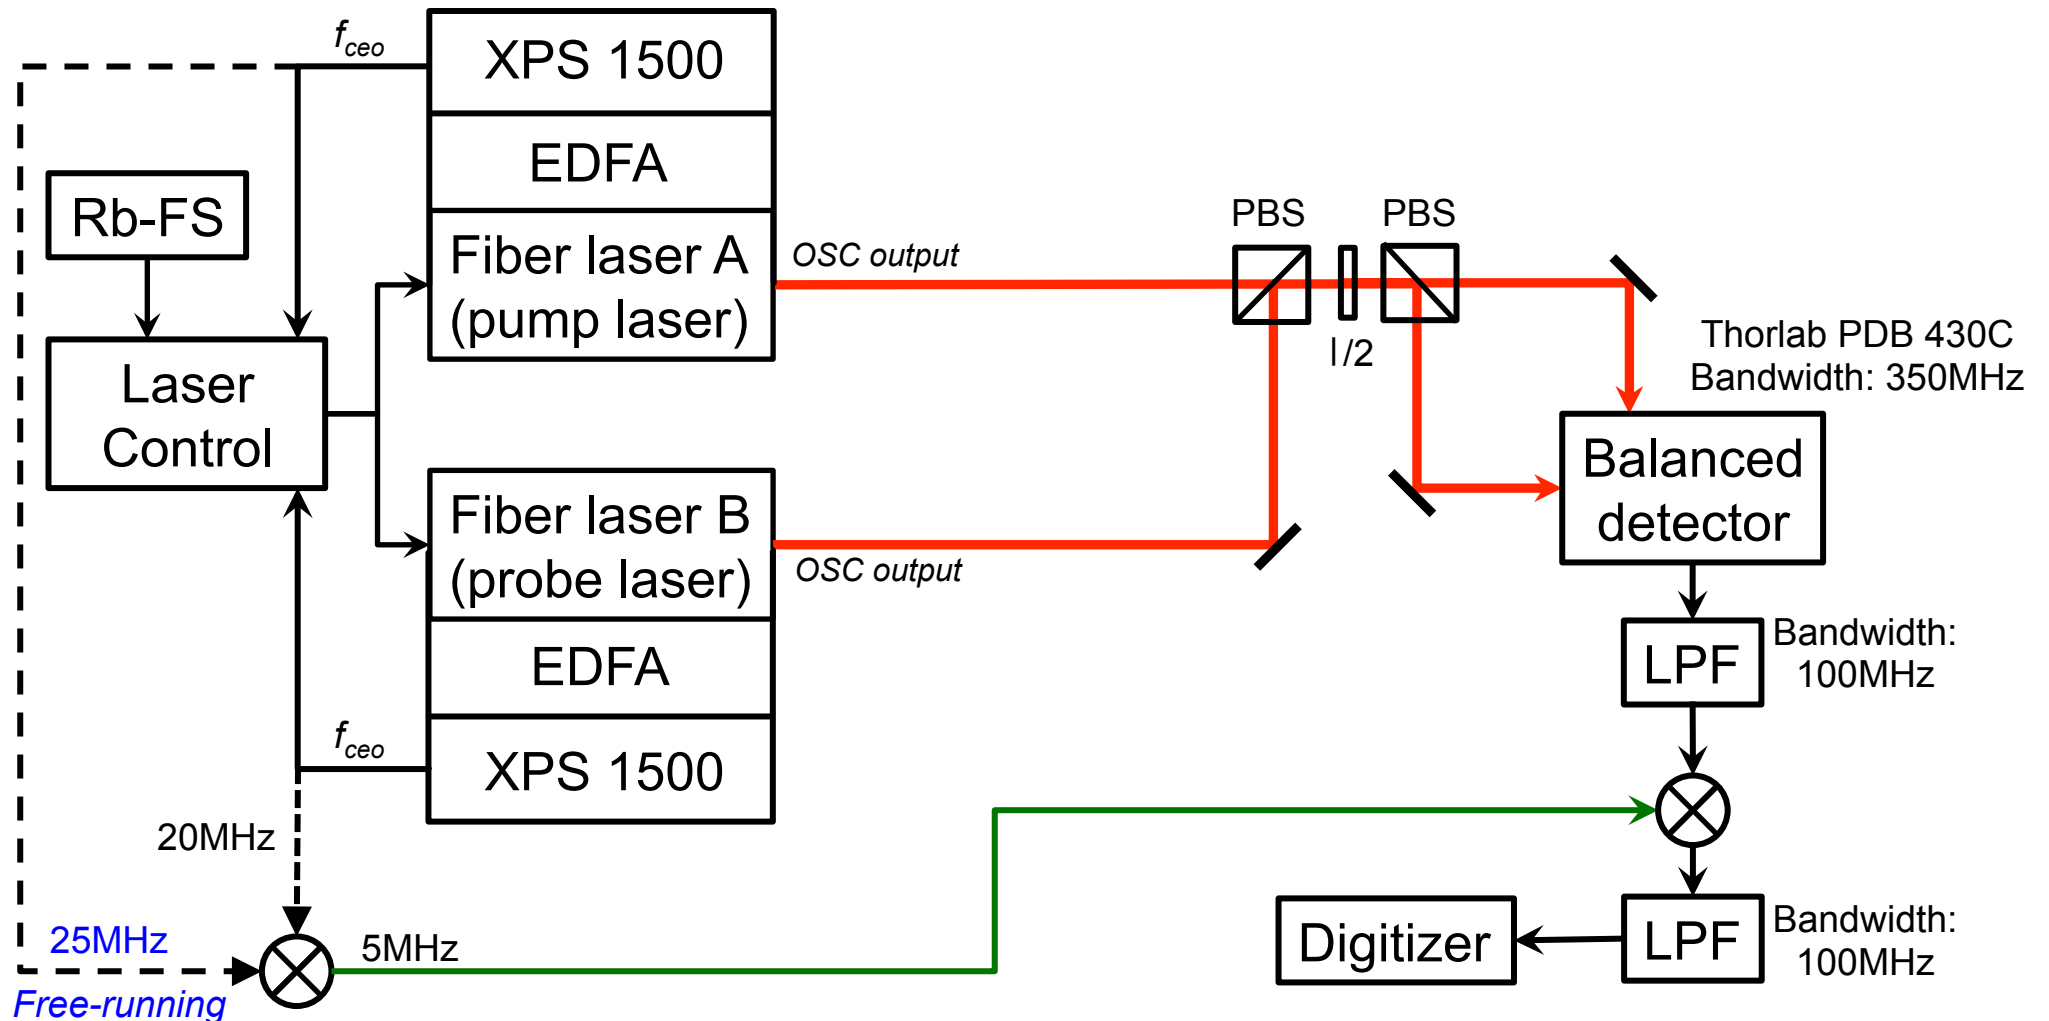 f_ceo
XPS 1500
EDFA
Rb-FS
Fiber laser A
(pump laser)
OSC output
PBS
PBS
l/2
Thorlab PDB 430C
Bandwidth: 350MHz
Laser
Control
Balanced
detector
Fiber laser B
(probe laser)
OSC output
EDFA
LPF
Bandwidth:
100MHz
f_ceo
XPS 1500
20MHz
25MHz
Free-running
5MHz
Digitizer
LPF
Bandwidth:
100MHz